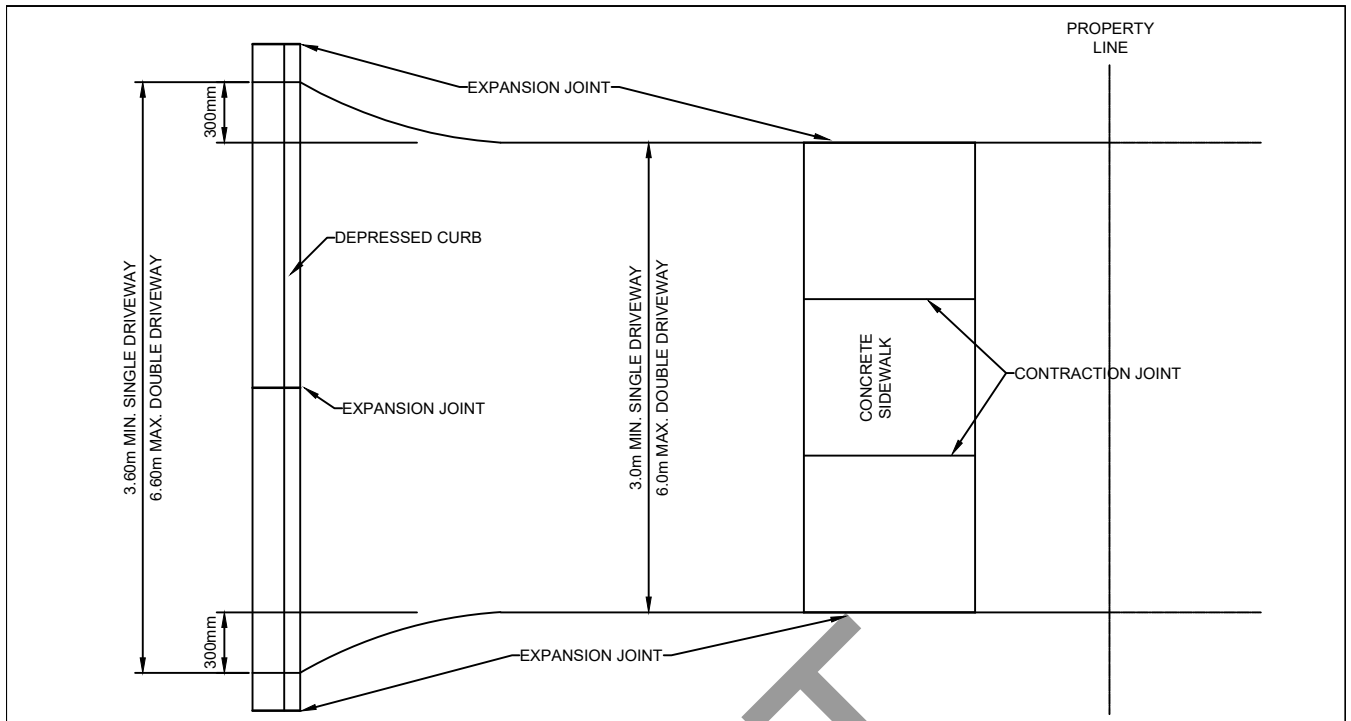 PROPERTY
LINE
EXPANSION JOINT
300mm
DEPRESSED CURB
3.60m MIN. SINGLE DRIVEWAY
6.60m MAX. DOUBLE DRIVEWAY
3.0m MIN. SINGLE DRIVEWAY
6.0m MAX. DOUBLE DRIVEWAY
CONCRETE
SIDEWALK
CONTRACTION JOINT
EXPANSION JOINT
300mm
EXPANSION JOINT